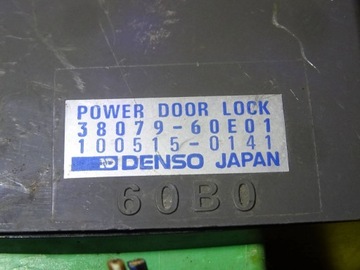 POWER DOOR LOCK
38079-60E01
100515-0141
DENSO JAPAN
60B0